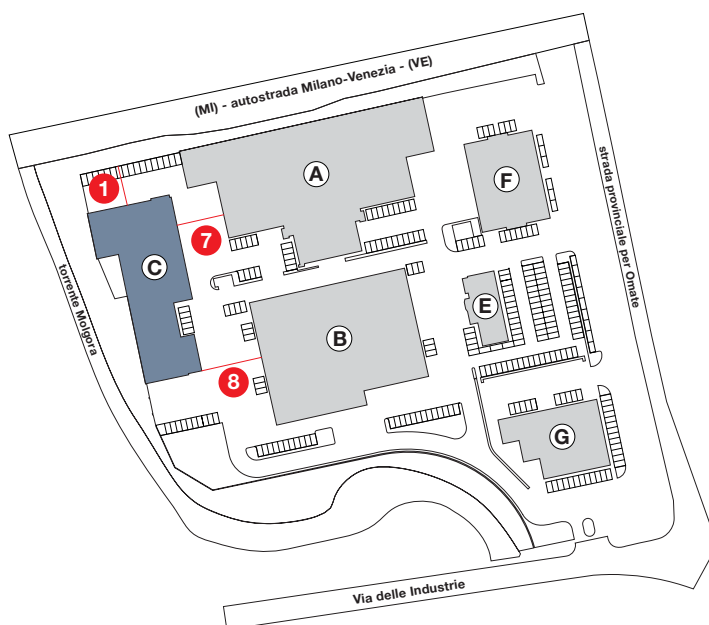 (MI) - autostrada Milano-Venezia - (VE)
strada provinciale per Omate
torrente Molgora
Via delle Industrie
1
A
F
7
C
E
B
8
G